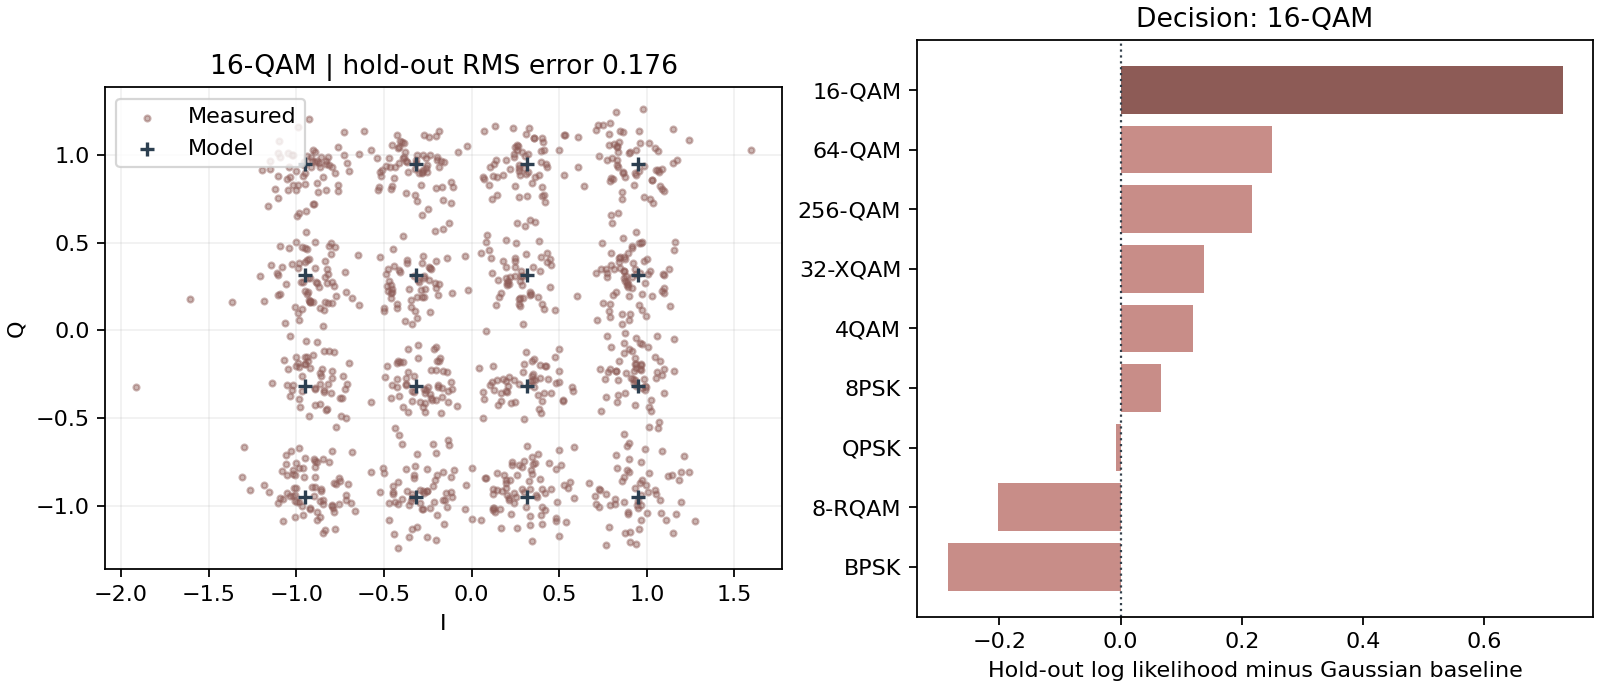 16-QAM | hold-out RMS error 0.176
Measured
Model
1.0
0.5
0.0
−0.5
−1.0
Q
−2.0 −1.5 −1.0 −0.5 0.0 0.5 1.0 1.5
I
Decision: 16-QAM
16-QAM
64-QAM
256-QAM
32-XQAM
4QAM
8PSK
QPSK
8-RQAM
BPSK
−0.2 0.0 0.2 0.4 0.6
Hold-out log likelihood minus Gaussian baseline